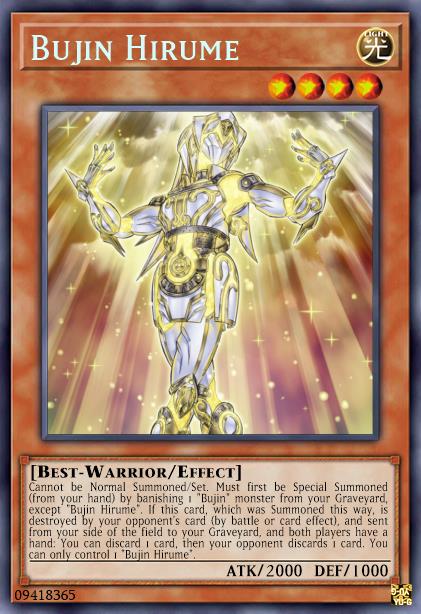 BUJIN HIRUME
LIGHT
光
[BEST-WARRIOR/EFFECT]
Cannot be Normal Summoned/Set. Must first be Special Summoned
(from your hand) by banishing 1 "Bujin" monster from your Graveyard,
except "Bujin Hirume". If this card, which was Summoned this way, is
destroyed by your opponent's card (by battle or card effect), and sent
from your side of the field to your Graveyard, and both players have a
hand: You can discard 1 card, then your opponent discards 1 card. You
can only control 1 "Bujin Hirume".
ATK/2000 DEF/1000
09418365